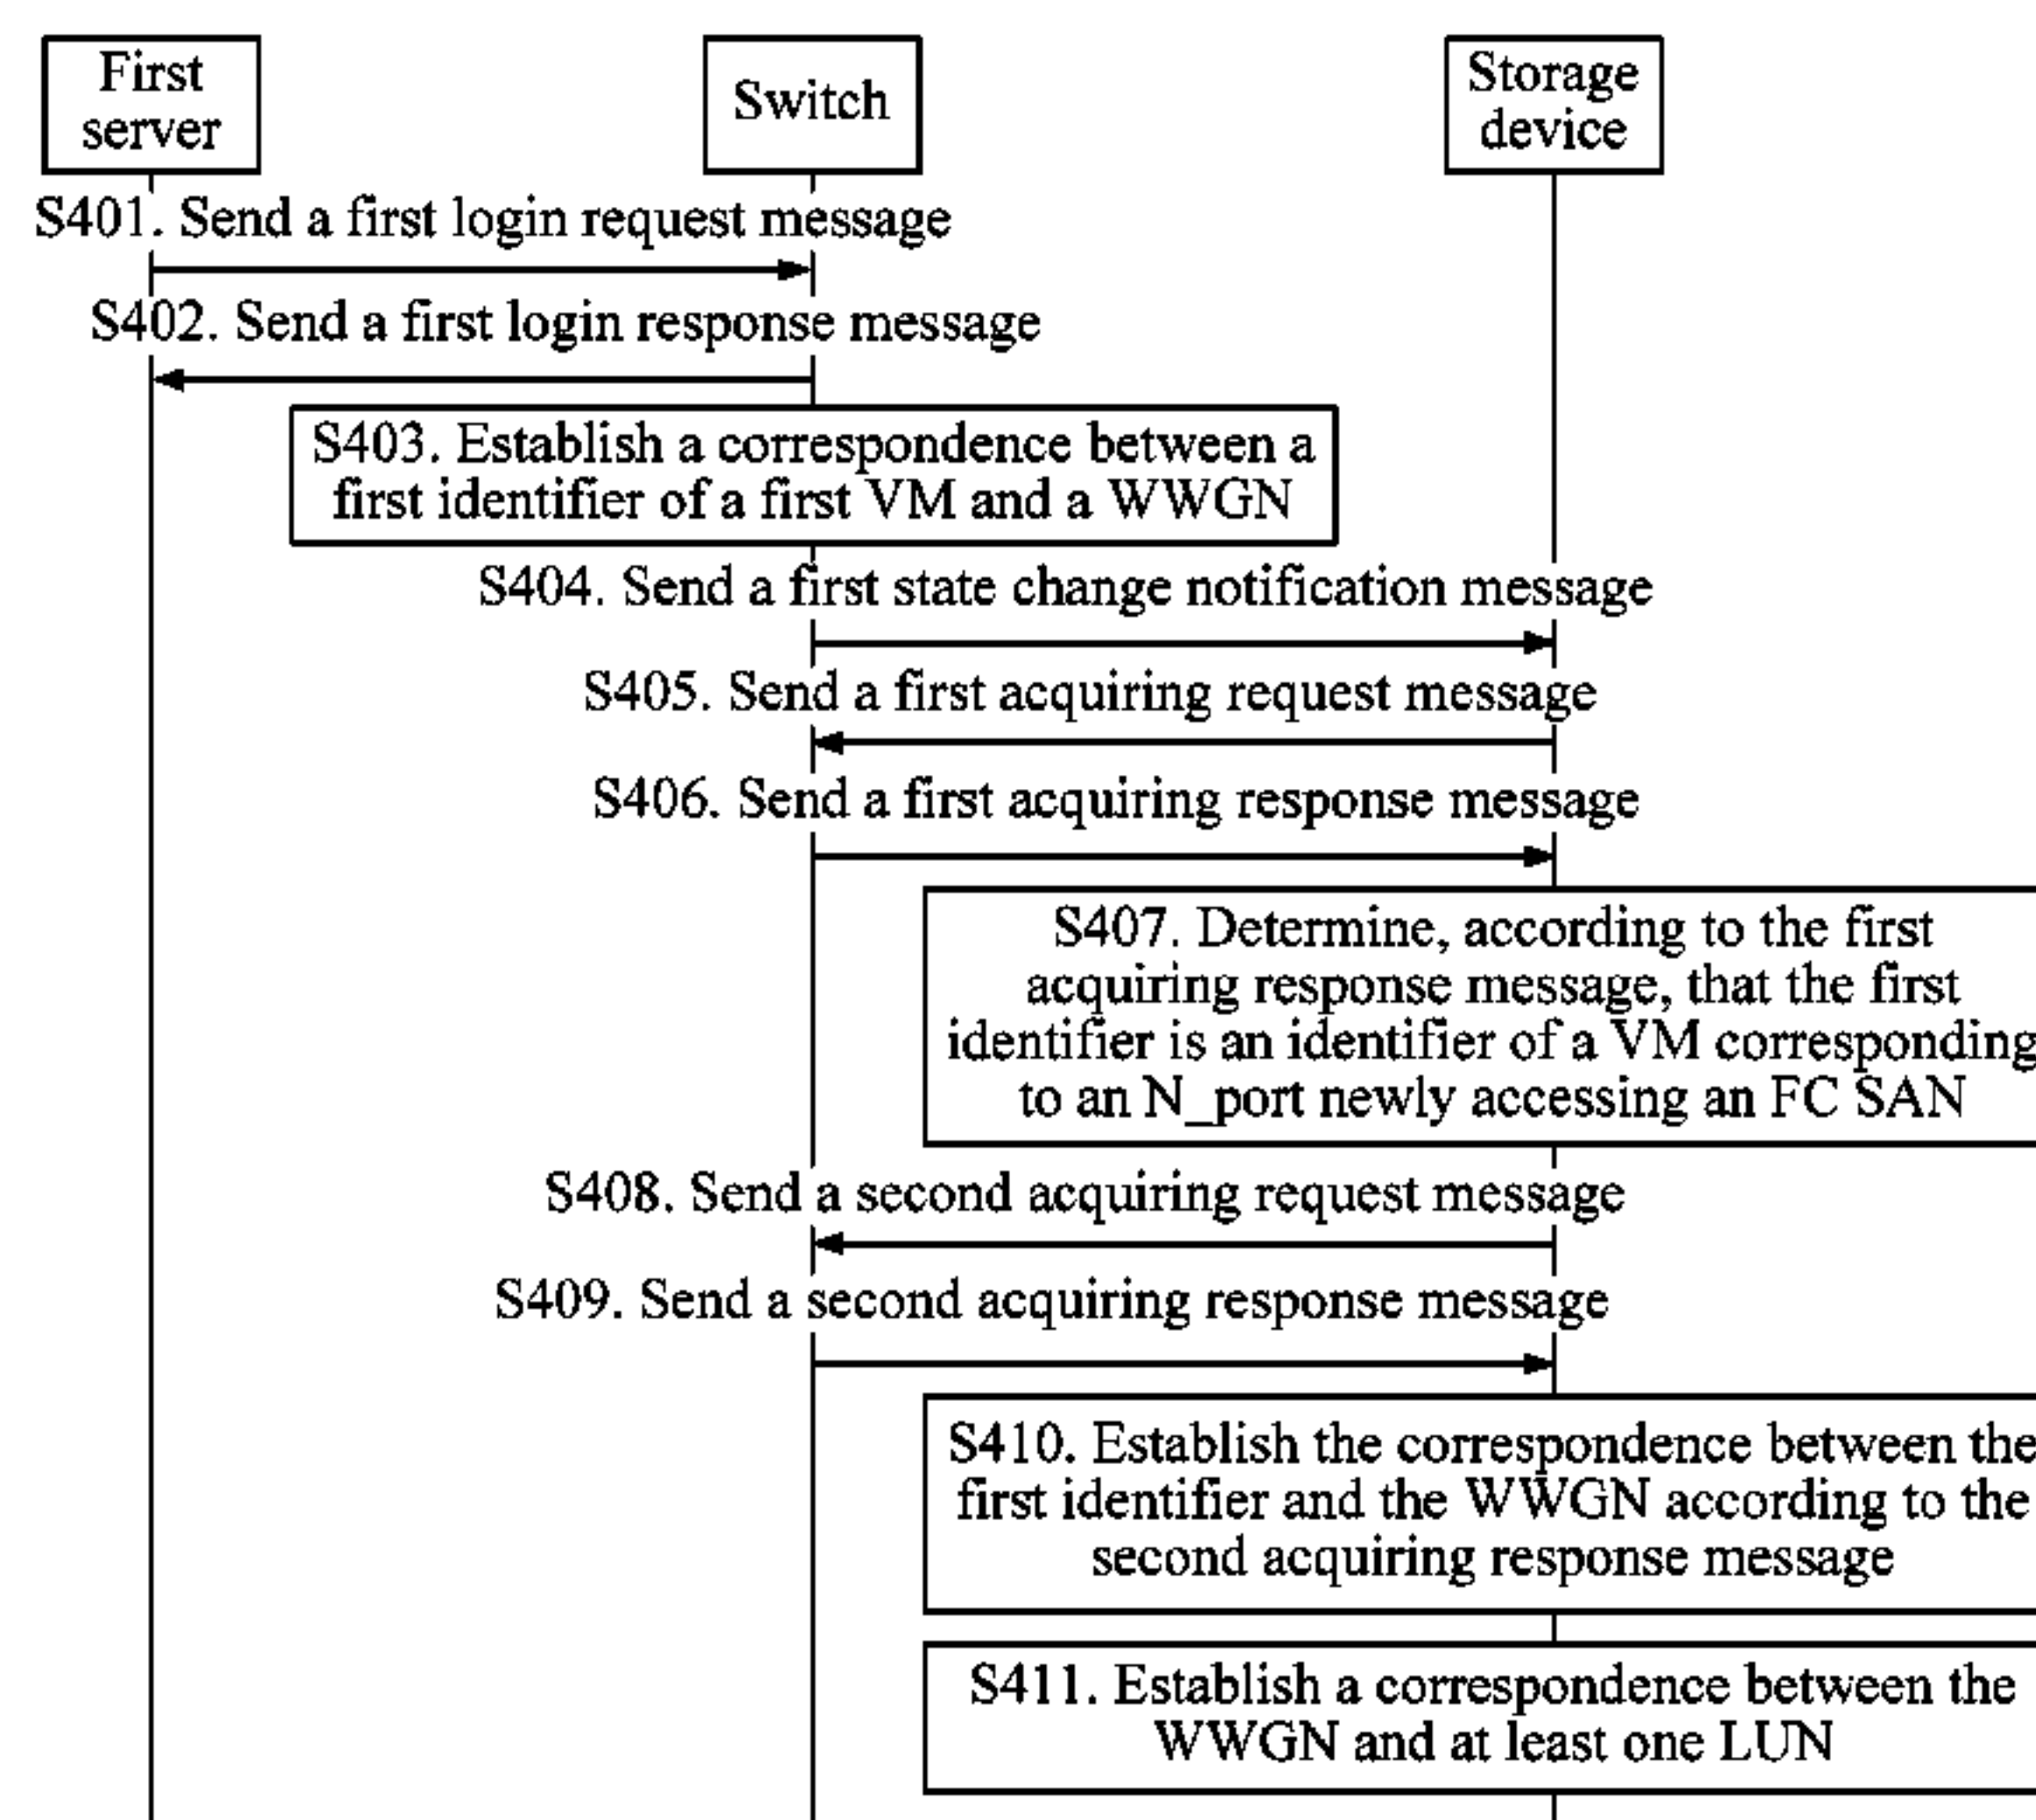 First
server
Switch
Storage
device
S401. Send a first login request message
S402. Send a first login response message
S403. Establish a correspondence between a
first identifier of a first VM and a WWGN
S404. Send a first state change notification message
S405. Send a first acquiring request message
S406. Send a first acquiring response message
S407. Determine, according to the first
acquiring response message, that the first
identifier is an identifier of a VM corresponding
to an N_port newly accessing an FC SAN
S408. Send a second acquiring request message
S409. Send a second acquiring response message
S410. Establish the correspondence between the
first identifier and the WWGN according to the
second acquiring response message
S411. Establish a correspondence between the
WWGN and at least one LUN